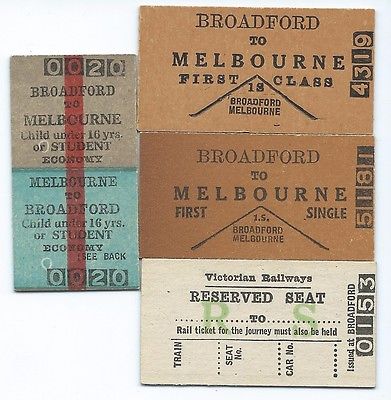 0020
BROADFORD
TO
MELBOURNE
Child under 16 yrs.
or STUDENT
ECONOMY
MELBOURNE
TO
BROADFORD
Child under 16 yrs.
or STUDENT
ECONOMY
(SEE BACK
0020
BROADFORD
TO
MELBOURNE
FIRST 1S CLASS
BROADFORD
MELBOURNE
4319
BROADFORD
TO
MELBOURNE
FIRST 1.S. SINGLE
BROADFORD
MELBOURNE
5181
Victorian Railways
RESERVED SEAT
R S
TO
Rail ticket for the journey must also be held
TRAIN
SEAT No.
CAR No.
Issued at BROADFORD
0153